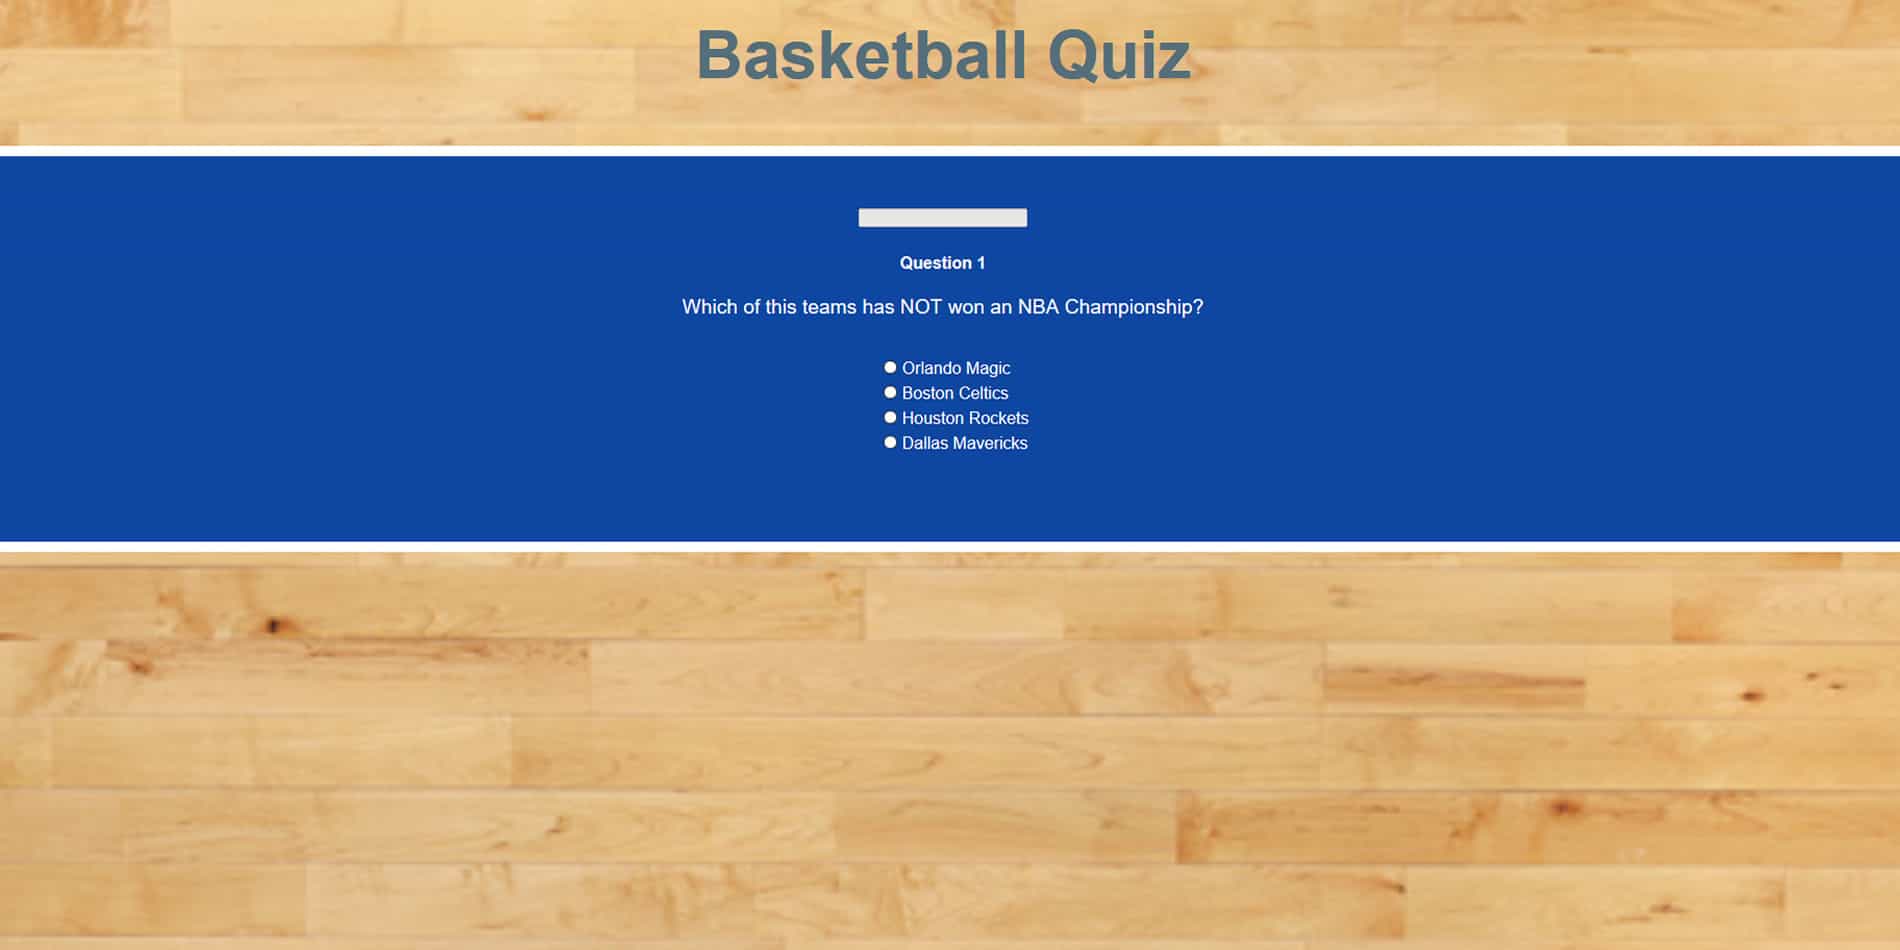 Basketball Quiz
Question 1
Which of this teams has NOT won an NBA Championship?
Orlando Magic
Boston Celtics
Houston Rockets
Dallas Mavericks